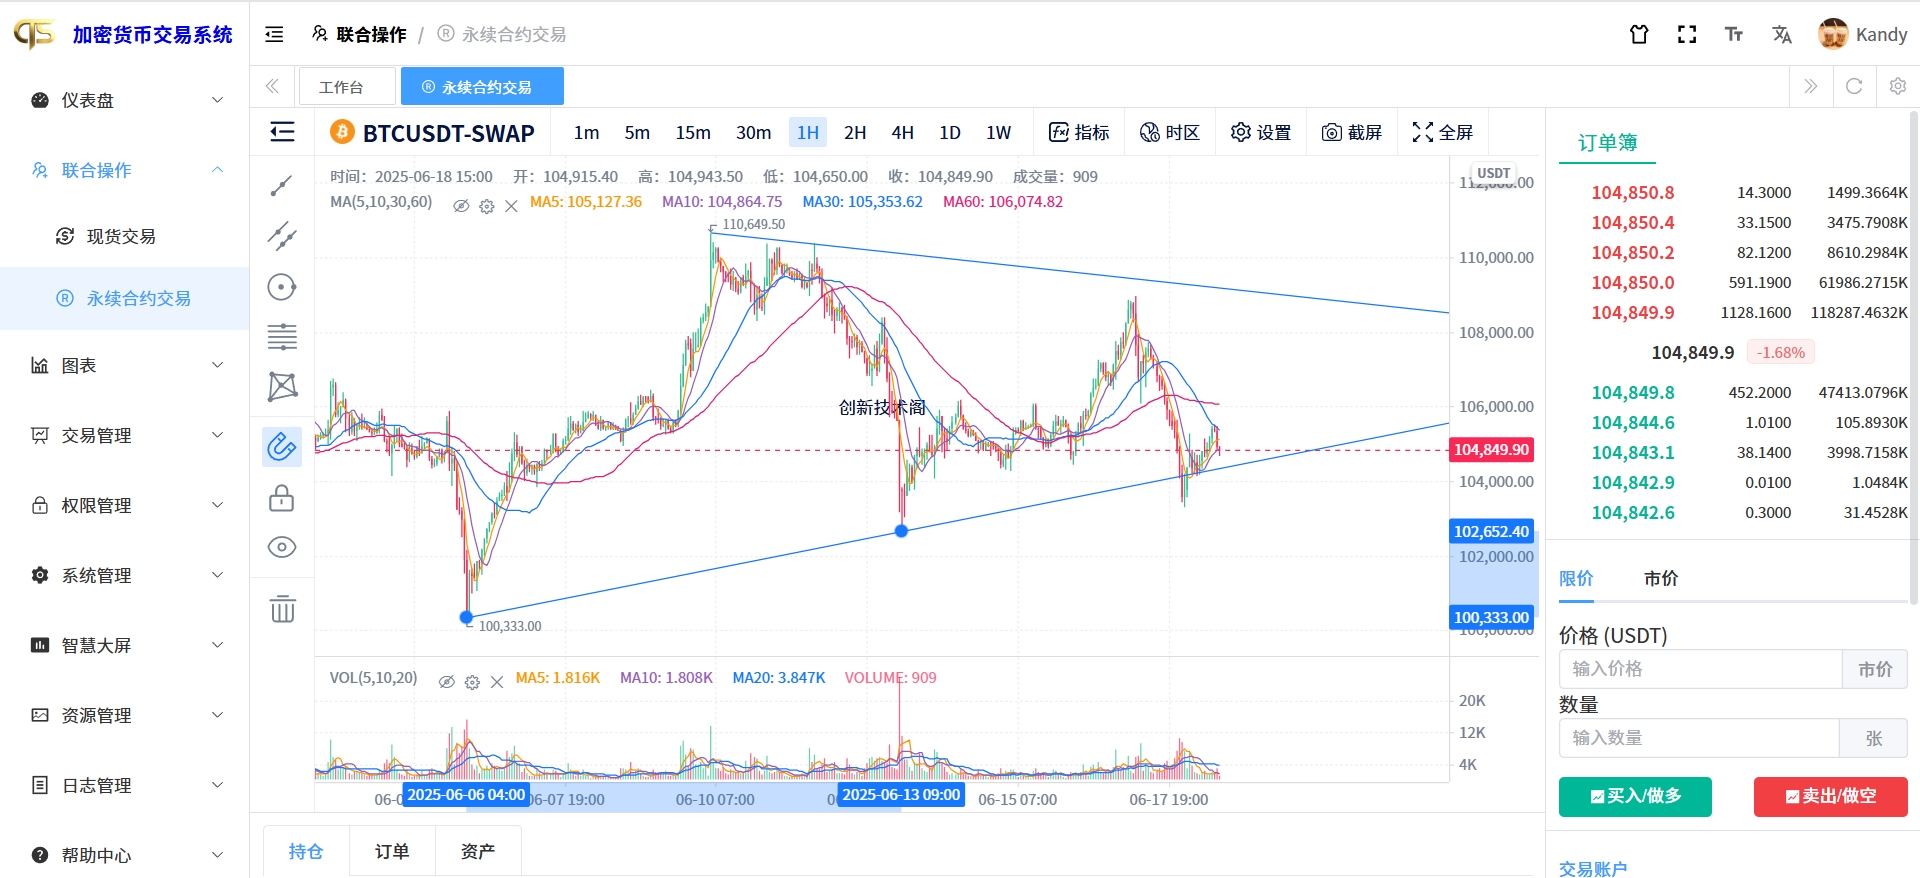 加密货币交易系统
联合操作 / 永续合约交易
Kandy
工作台
永续合约交易
仪表盘
联合操作
现货交易
永续合约交易
图表
交易管理
权限管理
系统管理
智慧大屏
资源管理
日志管理
帮助中心
BTCUSDT-SWAP 1m 5m 15m 30m 1H 2H 4H 1D 1W 指标 时区 设置 截屏 全屏
时间：2025-06-18 15:00 开：104,915.40 高：104,943.50 低：104,650.00 收：104,849.90 成交量：909
MA(5,10,30,60) MA5: 105,127.36 MA10: 104,864.75 MA30: 105,353.62 MA60: 106,074.82
USDT
110,649.50
110,000.00
108,000.00
创新技术阁
106,000.00
104,849.90
104,000.00
102,652.40
102,000.00
100,333.00
100,333.00
100,000.00
VOL(5,10,20) MA5: 1.816K MA10: 1.808K MA20: 3.847K VOLUME: 909
20K
12K
4K
2025-06-06 04:00
06-07 19:00
06-10 07:00
2025-06-13 09:00
06-15 07:00
06-17 19:00
持仓 订单 资产
订单簿
104,850.8 14.3000 1499.3664K
104,850.4 33.1500 3475.7908K
104,850.2 82.1200 8610.2984K
104,850.0 591.1900 61986.2715K
104,849.9 1128.1600 118287.4632K
104,849.9 -1.68%
104,849.8 452.2000 47413.0796K
104,844.6 1.0100 105.8930K
104,843.1 38.1400 3998.7158K
104,842.9 0.0100 1.0484K
104,842.6 0.3000 31.4528K
限价 市价
价格 (USDT)
输入价格 市价
数量
输入数量 张
买入/做多 卖出/做空
交易账户